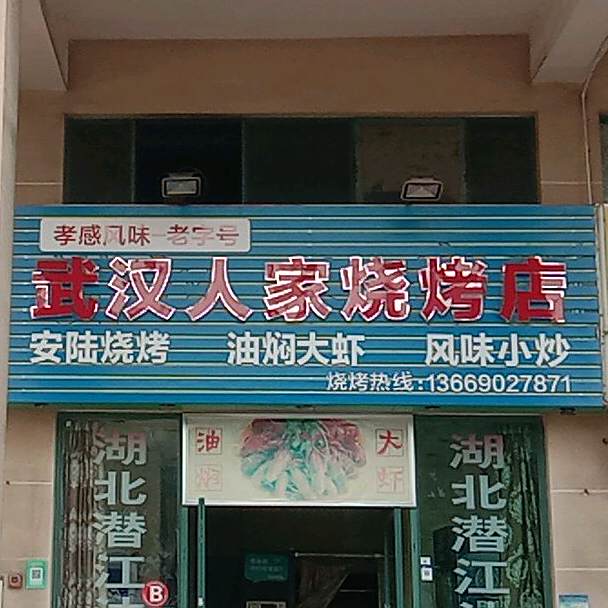 孝感风味-老字号
武汉人家烧烤店
安陆烧烤 油焖大虾 风味小炒
烧烤热线:13669027871
油焖
大虾
湖北潜江
湖北潜江
B